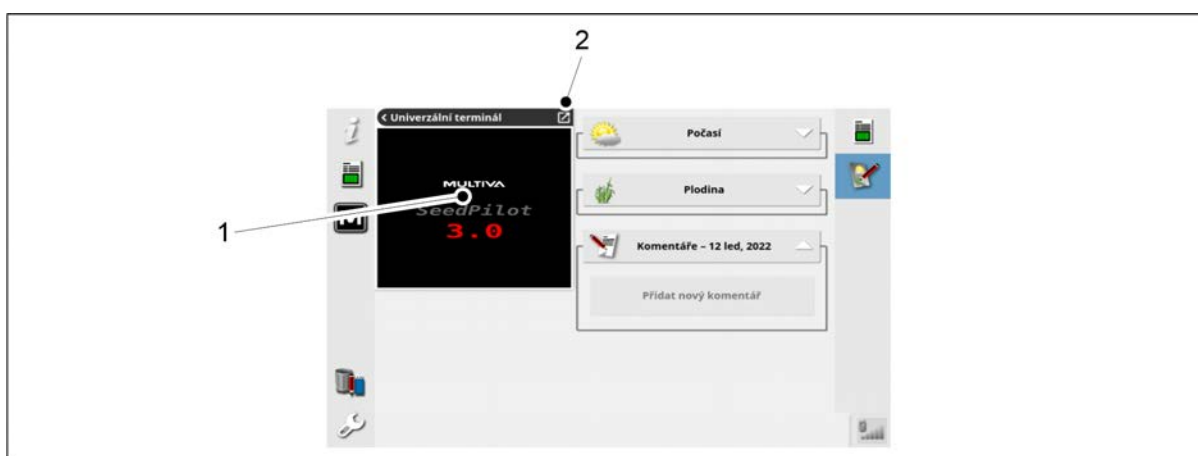 2
< Univerzální terminál
Počasí
MULTIVA
SeedPilot
3.0
Plodina
1
M
Komentáře – 12 led, 2022
Přidat nový komentář